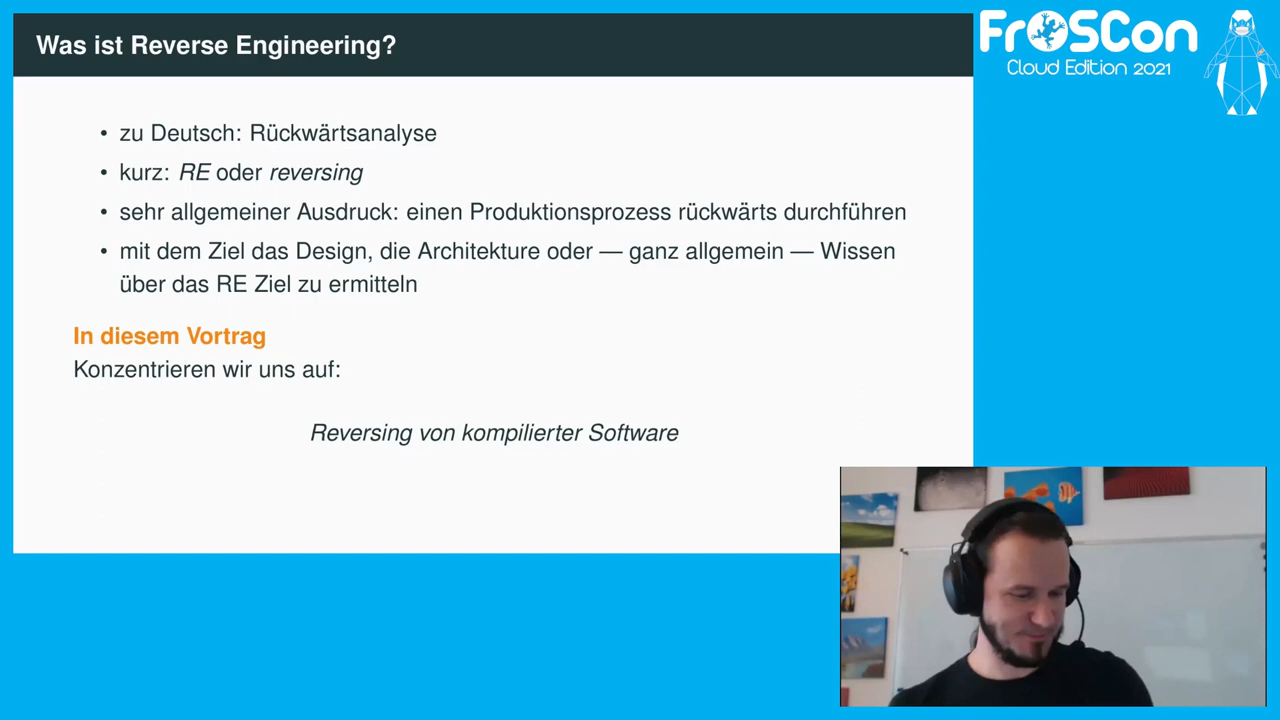 Was ist Reverse Engineering?
FrOSCon
Cloud Edition 2021
• zu Deutsch: Rückwärtsanalyse
• kurz: RE oder reversing
• sehr allgemeiner Ausdruck: einen Produktionsprozess rückwärts durchführen
• mit dem Ziel das Design, die Architekture oder — ganz allgemein — Wissen
über das RE Ziel zu ermitteln
In diesem Vortrag
Konzentrieren wir uns auf:
Reversing von kompilierter Software